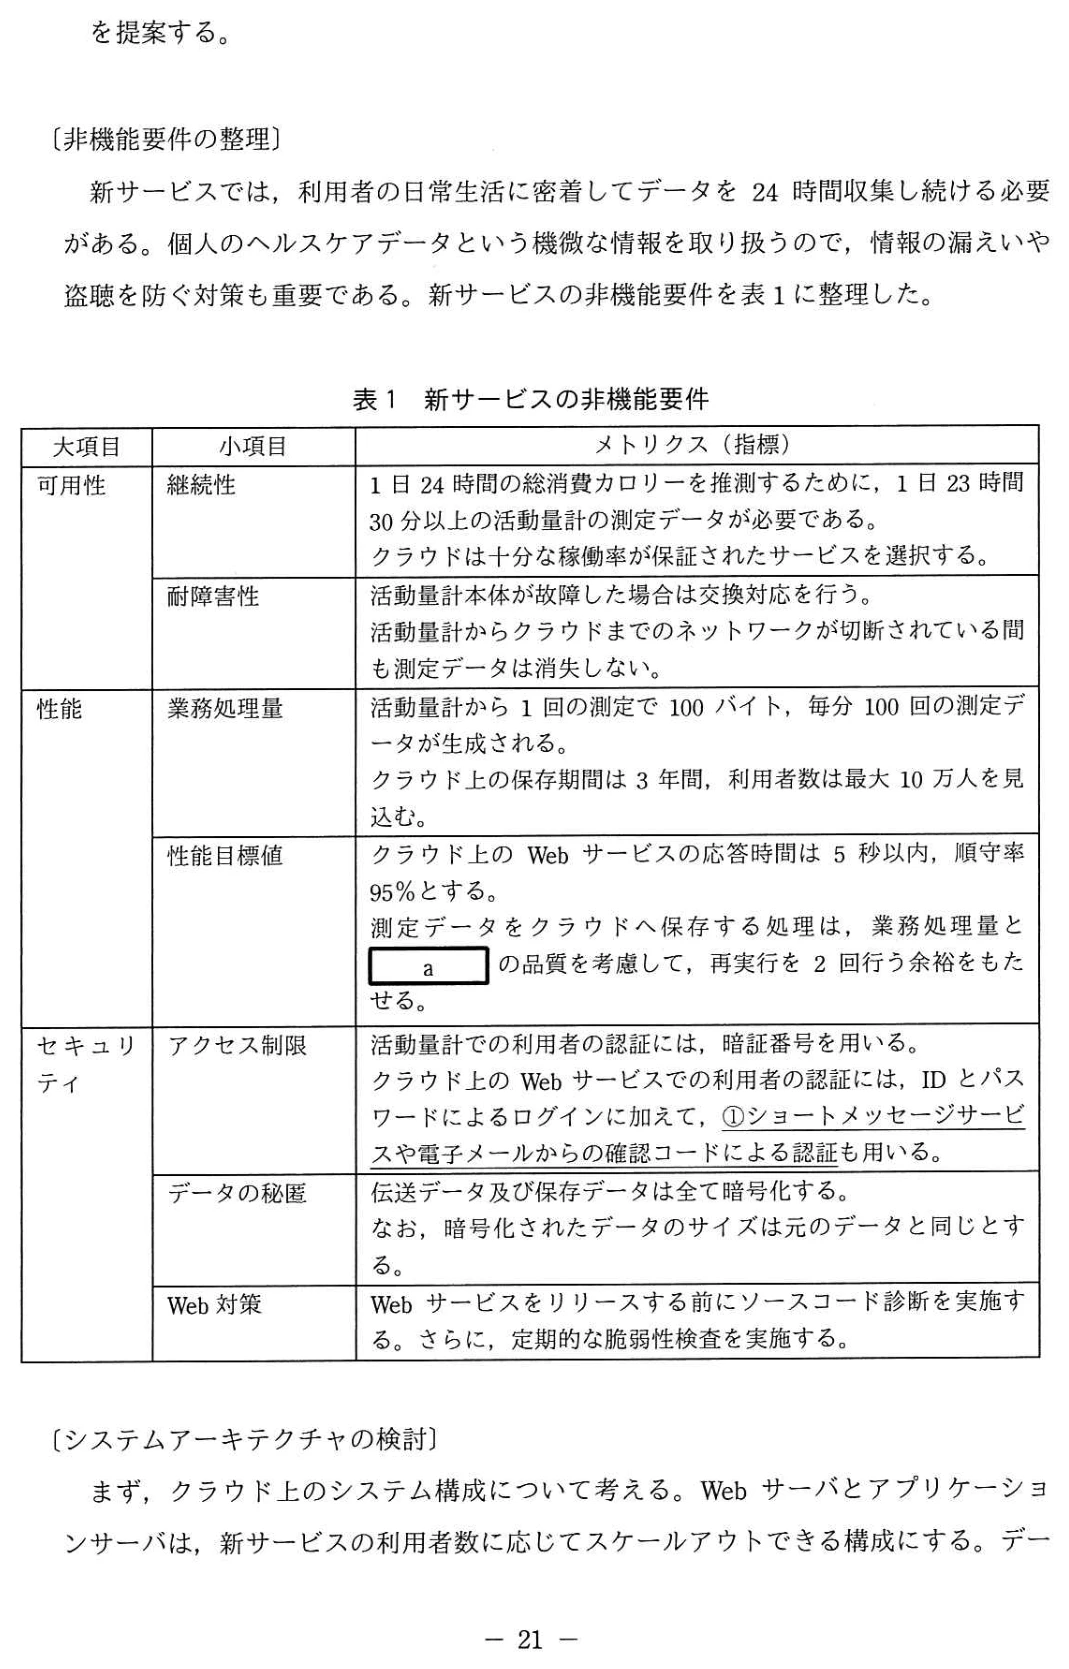 を提案する。
〔非機能要件の整理〕
新サービスでは，利用者の日常生活に密着してデータを 24 時間収集し続ける必要
がある。個人のヘルスケアデータという機微な情報を取り扱うので，情報の漏えいや
盗聴を防ぐ対策も重要である。新サービスの非機能要件を表1に整理した。
表1　新サービスの非機能要件
大項目　小項目　メトリクス（指標）
可用性　継続性　1 日 24 時間の総消費カロリーを推測するために，1 日 23 時間
30 分以上の活動量計の測定データが必要である。
クラウドは十分な稼働率が保証されたサービスを選択する。
耐障害性　活動量計本体が故障した場合は交換対応を行う。
活動量計からクラウドまでのネットワークが切断されている間
も測定データは消失しない。
性能　業務処理量　活動量計から 1 回の測定で 100 バイト，毎分 100 回の測定デ
ータが生成される。
クラウド上の保存期間は 3 年間，利用者数は最大 10 万人を見
込む。
性能目標値　クラウド上の Web サービスの応答時間は 5 秒以内，順守率
95％とする。
測定データをクラウドへ保存する処理は，業務処理量と
a の品質を考慮して，再実行を 2 回行う余裕をもた
せる。
セキュリ　アクセス制限　活動量計での利用者の認証には，暗証番号を用いる。
ティ　クラウド上の Web サービスでの利用者の認証には，ID とパス
ワードによるログインに加えて，①ショートメッセージサービ
スや電子メールからの確認コードによる認証も用いる。
データの秘匿　伝送データ及び保存データは全て暗号化する。
なお，暗号化されたデータのサイズは元のデータと同じとす
る。
Web 対策　Web サービスをリリースする前にソースコード診断を実施す
る。さらに，定期的な脆弱性検査を実施する。
〔システムアーキテクチャの検討〕
まず，クラウド上のシステム構成について考える。Web サーバとアプリケーショ
ンサーバは，新サービスの利用者数に応じてスケールアウトできる構成にする。デー
－ 21 －